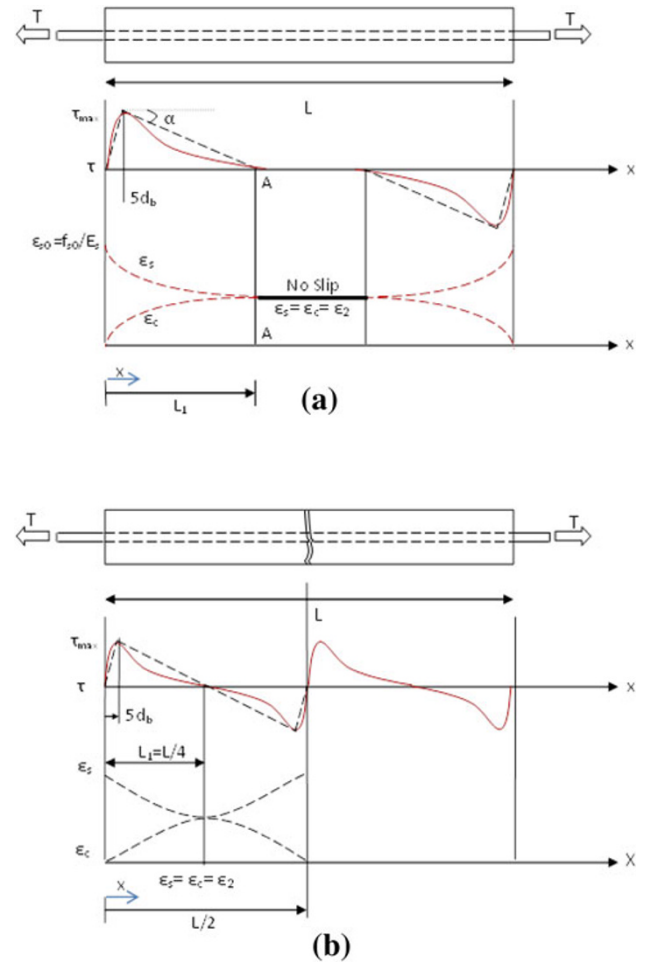 T T
L
τmax
α
τ x
A
5db
εs0 =fs0/Es
εs
No Slip
εs= εc= ε2
εc
A
x
x
L1
(a)
T T
L
τmax
τ x
5db
L1=L/4
εs
εc
X
x
εs= εc= ε2
L/2
(b)